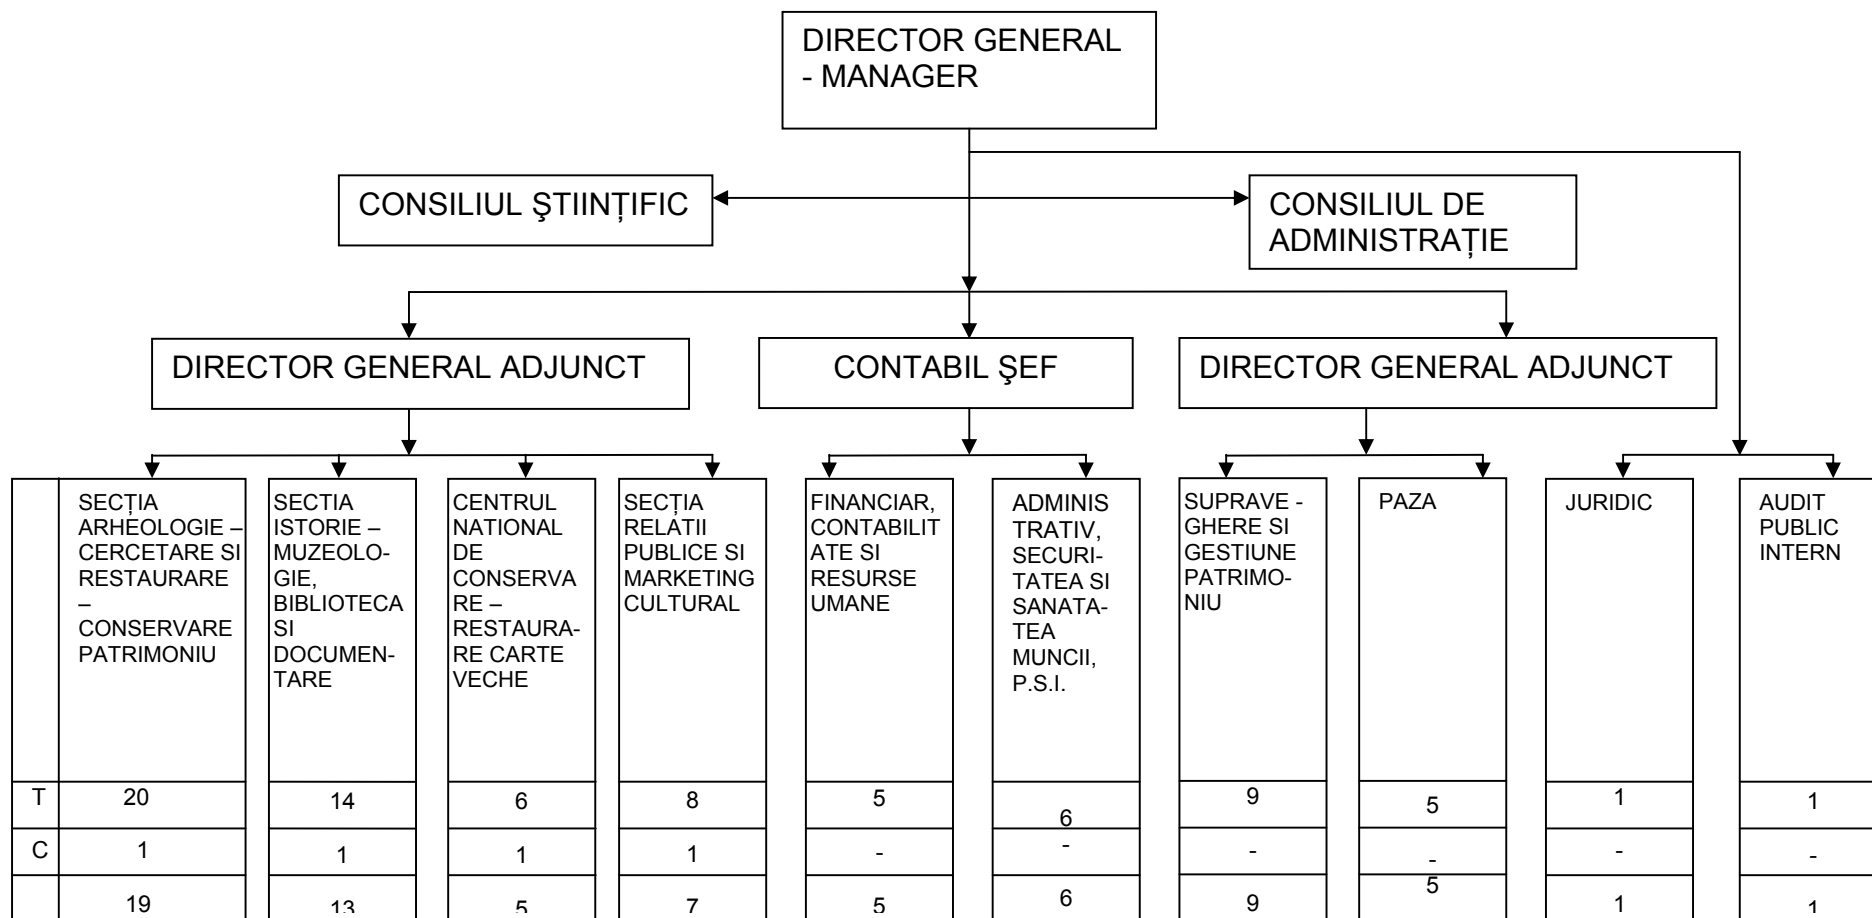 DIRECTOR GENERAL
- MANAGER
CONSILIUL ŞTIINȚIFIC
CONSILIUL DE
ADMINISTRAȚIE
DIRECTOR GENERAL ADJUNCT
CONTABIL ŞEF
DIRECTOR GENERAL ADJUNCT
SECȚIA
ARHEOLOGIE –
CERCETARE SI
RESTAURARE
–
CONSERVARE
PATRIMONIU
SECTIA
ISTORIE –
MUZEOLO-
GIE,
BIBLIOTECA
SI
DOCUMEN-
TARE
CENTRUL
NATIONAL
DE
CONSERVA
RE –
RESTAURA-
RE CARTE
VECHE
SECȚIA
RELATII
PUBLICE SI
MARKETING
CULTURAL
FINANCIAR,
CONTABILIT
ATE SI
RESURSE
UMANE
ADMINIS
TRATIV,
SECURI-
TATEA SI
SANATA-
TEA
MUNCII,
P.S.I.
SUPRAVE -
GHERE SI
GESTIUNE
PATRIMO-
NIU
PAZA
JURIDIC
AUDIT
PUBLIC
INTERN
T 20 14 6 8 5 6 9 5 1 1
C 1 1 1 1 - - - - - -
19 13 5 7 5 6 9 5 1 1